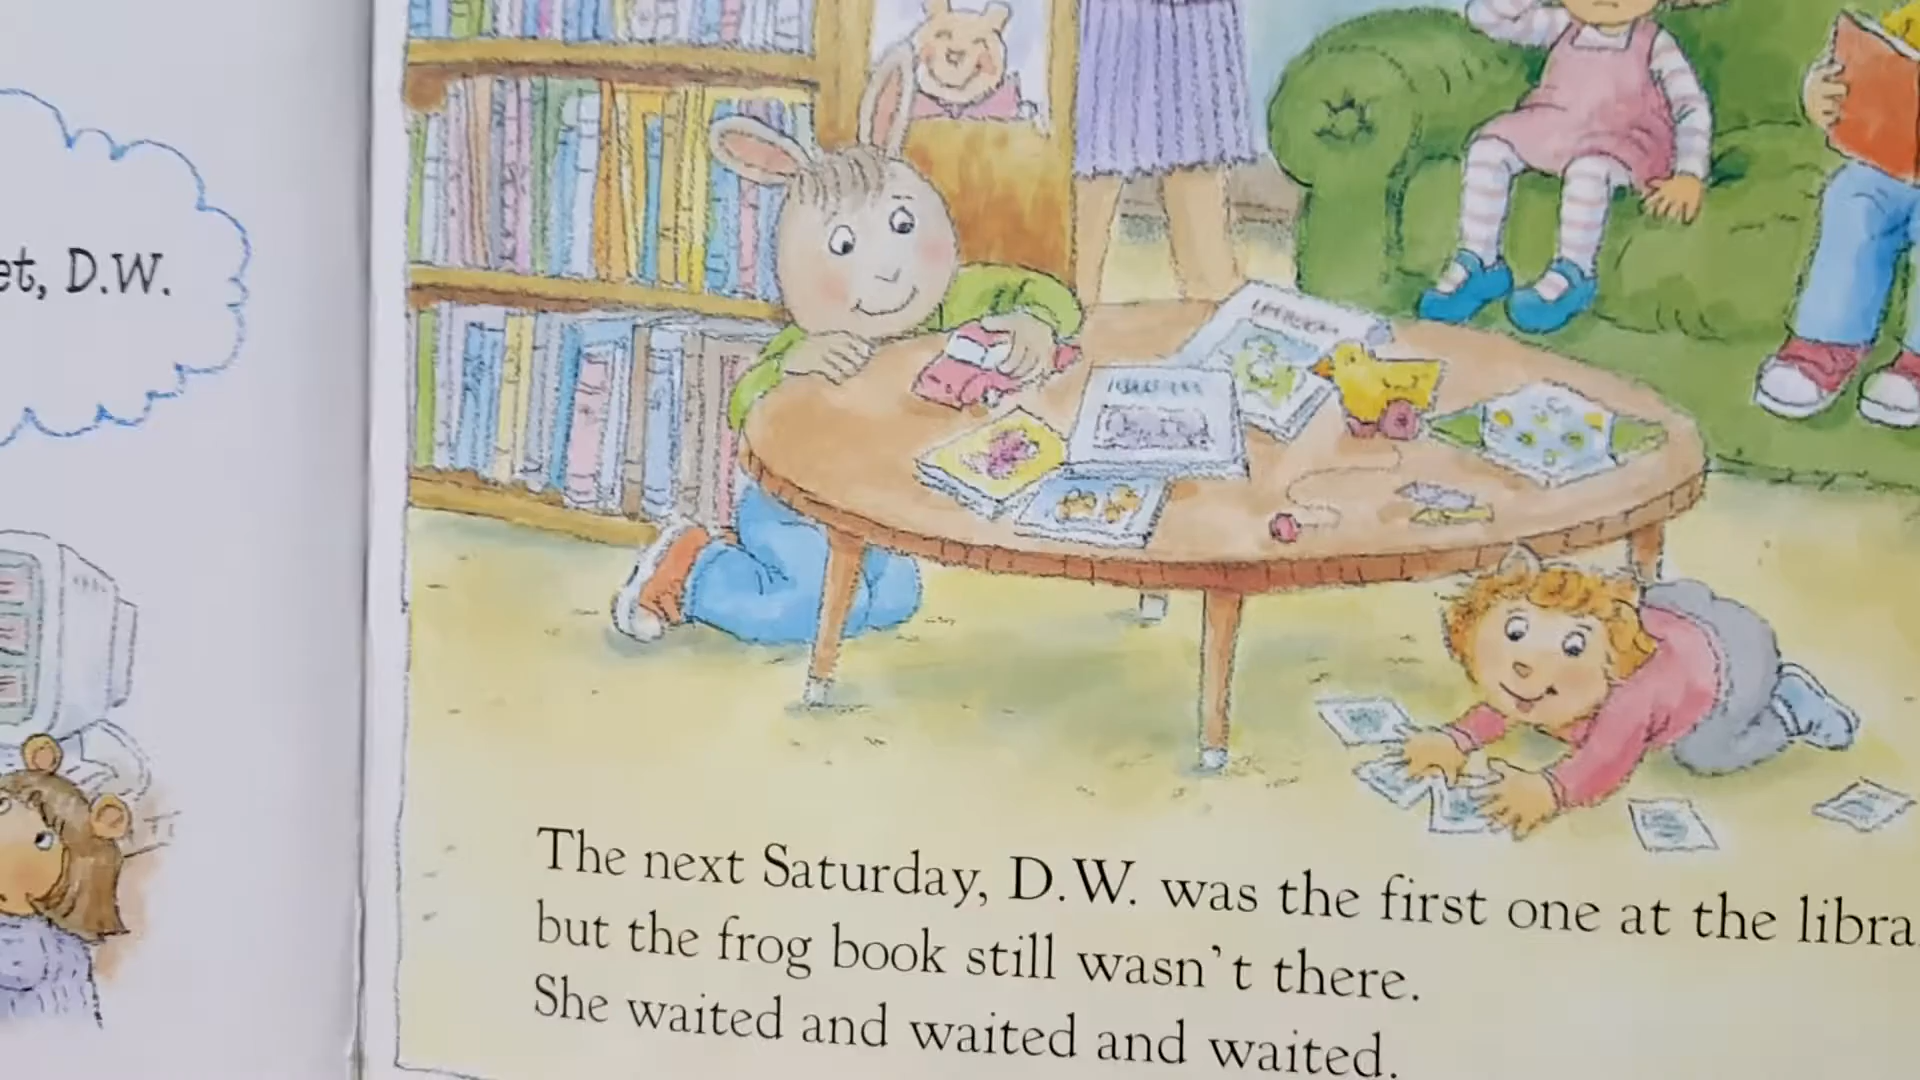 et, D.W.
The next Saturday, D.W. was the first one at the libra
but the frog book still wasn't there.
She waited and waited and waited.